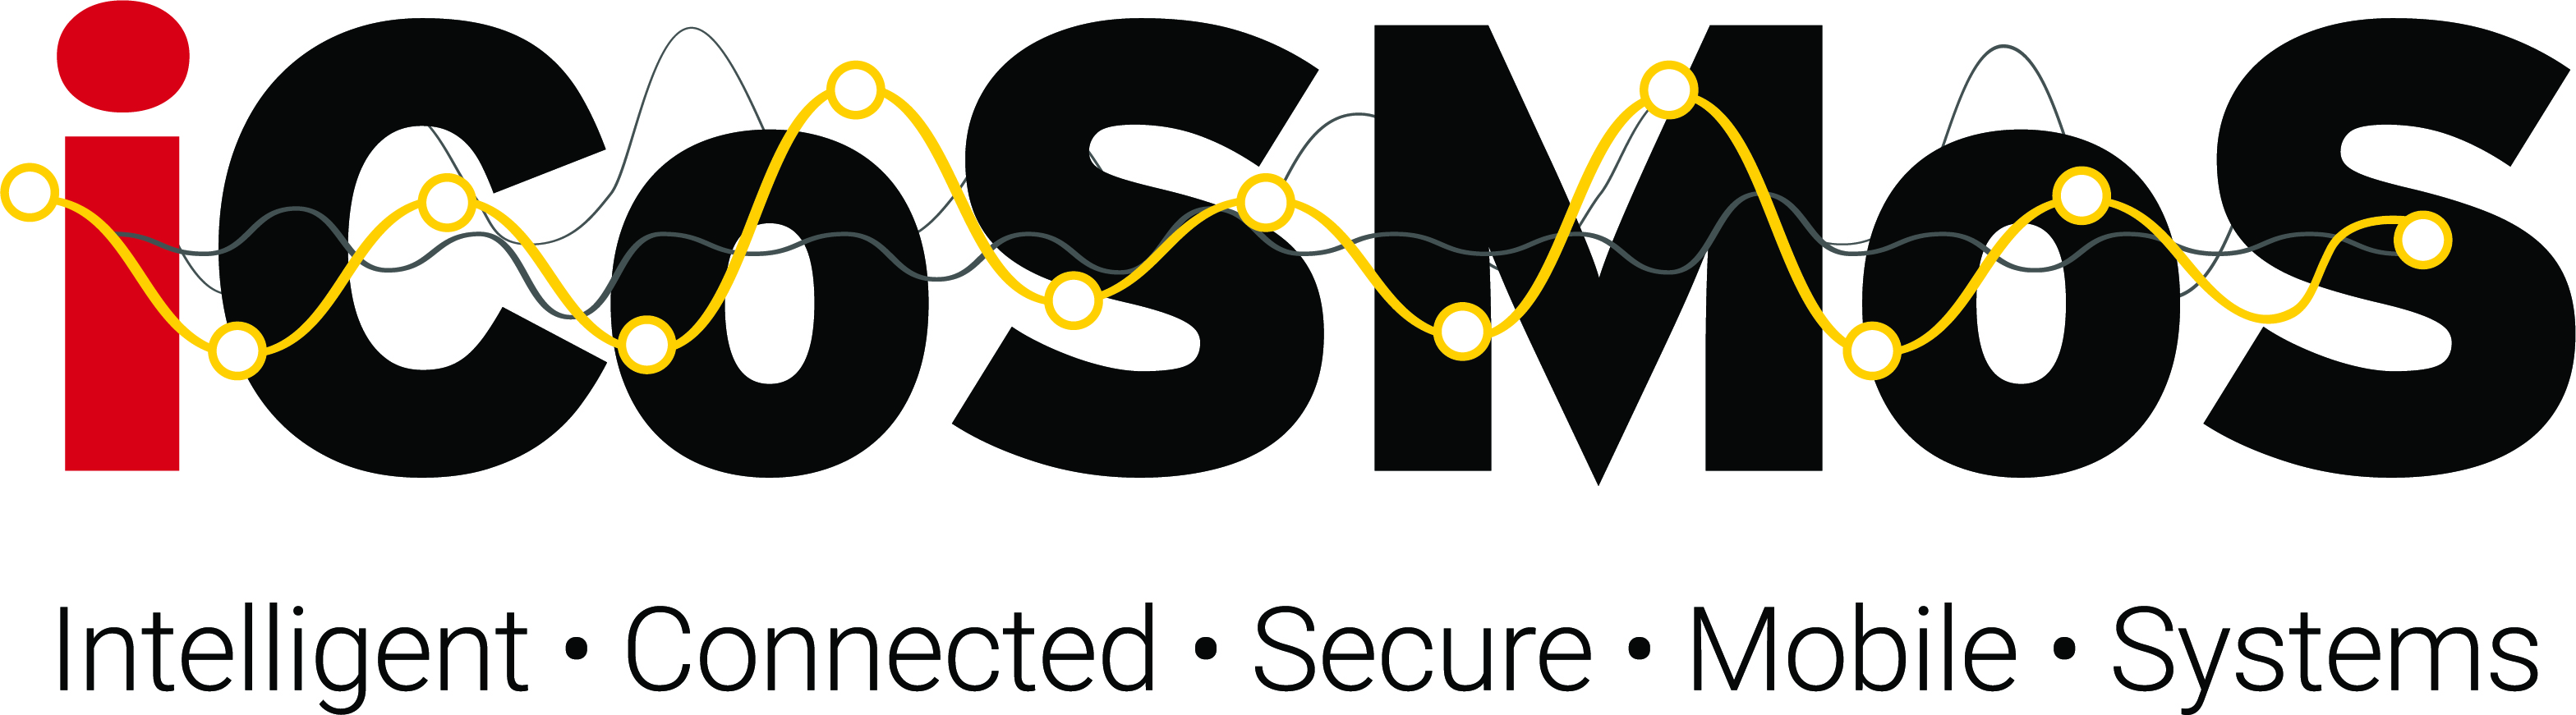 iCoSMoS
Intelligent • Connected • Secure • Mobile • Systems